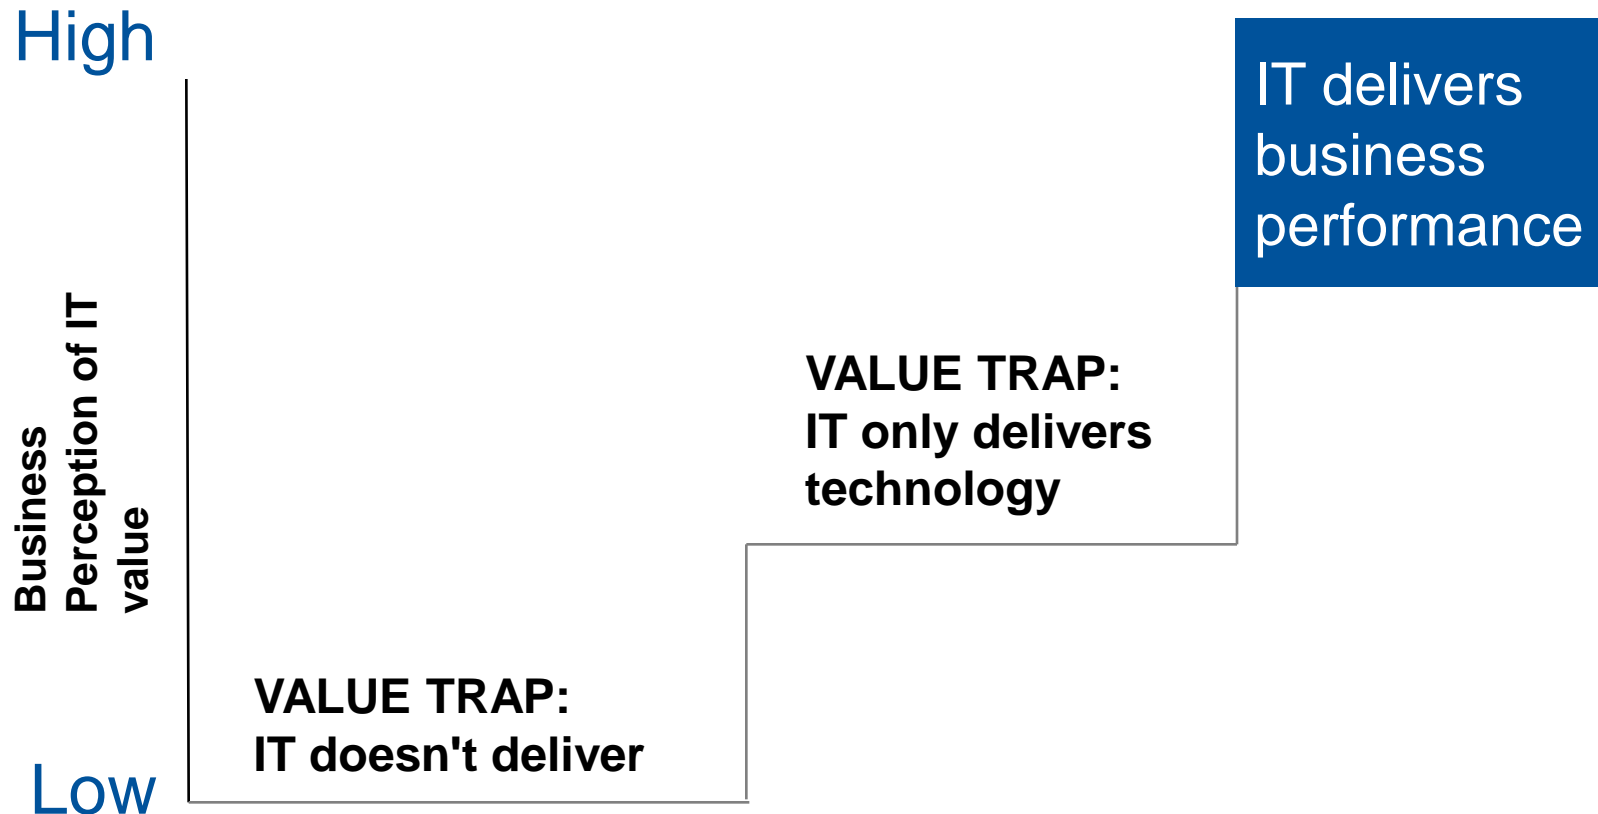 High
IT delivers
business
performance
Business
Perception of IT
value
VALUE TRAP:
IT only delivers
technology
VALUE TRAP:
IT doesn't deliver
Low